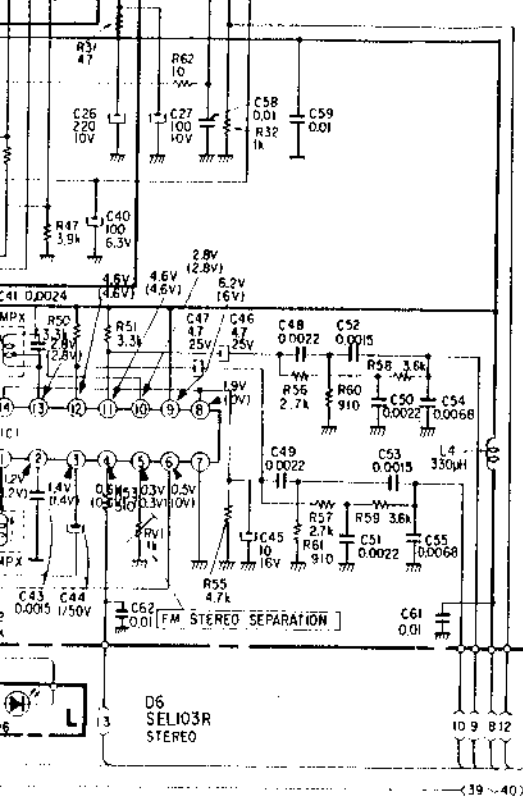 R31
47
R62
10
C26
220
10V
C27
100
10V
C58
0.01
R32
1k
C59
0.01
R47
3.9k
C40
100
6.3V
2.8V
(2.8V)
4.6V
(4.6V)
4.6V
(4.6V)
6.2V
(6V)
C41 0.0024
MPX
R50
3.3k
2.8V
(2.8V)
R51
3.3k
C47
4.7
25V
C46
4.7
25V
C48
0.0022
C52
0.0015
R58 3.6k
R56
2.7k
R60
910
C50
0.0022
C54
0.0068
1.9V
(0V)
14 13 12 11 10 9 8
IC1
1 2 3 4 5 6 7
L4
330μH
C49
0.0022
C53
0.0015
1.2V
1.4V
(1.4V)
0.3V
0.5V
(0V)
RV1
1k
R57
2.7k
R59 3.6k
R61
910
C51
0.0022
C55
0.0068
C45
10
16V
MPX
R55
4.7k
C43
0.0015
C44
1/50V
C62
0.01
FM STEREO SEPARATION
C61
0.01
L
13
D6
SEL103R
STEREO
10 9 8 12
(39~40)